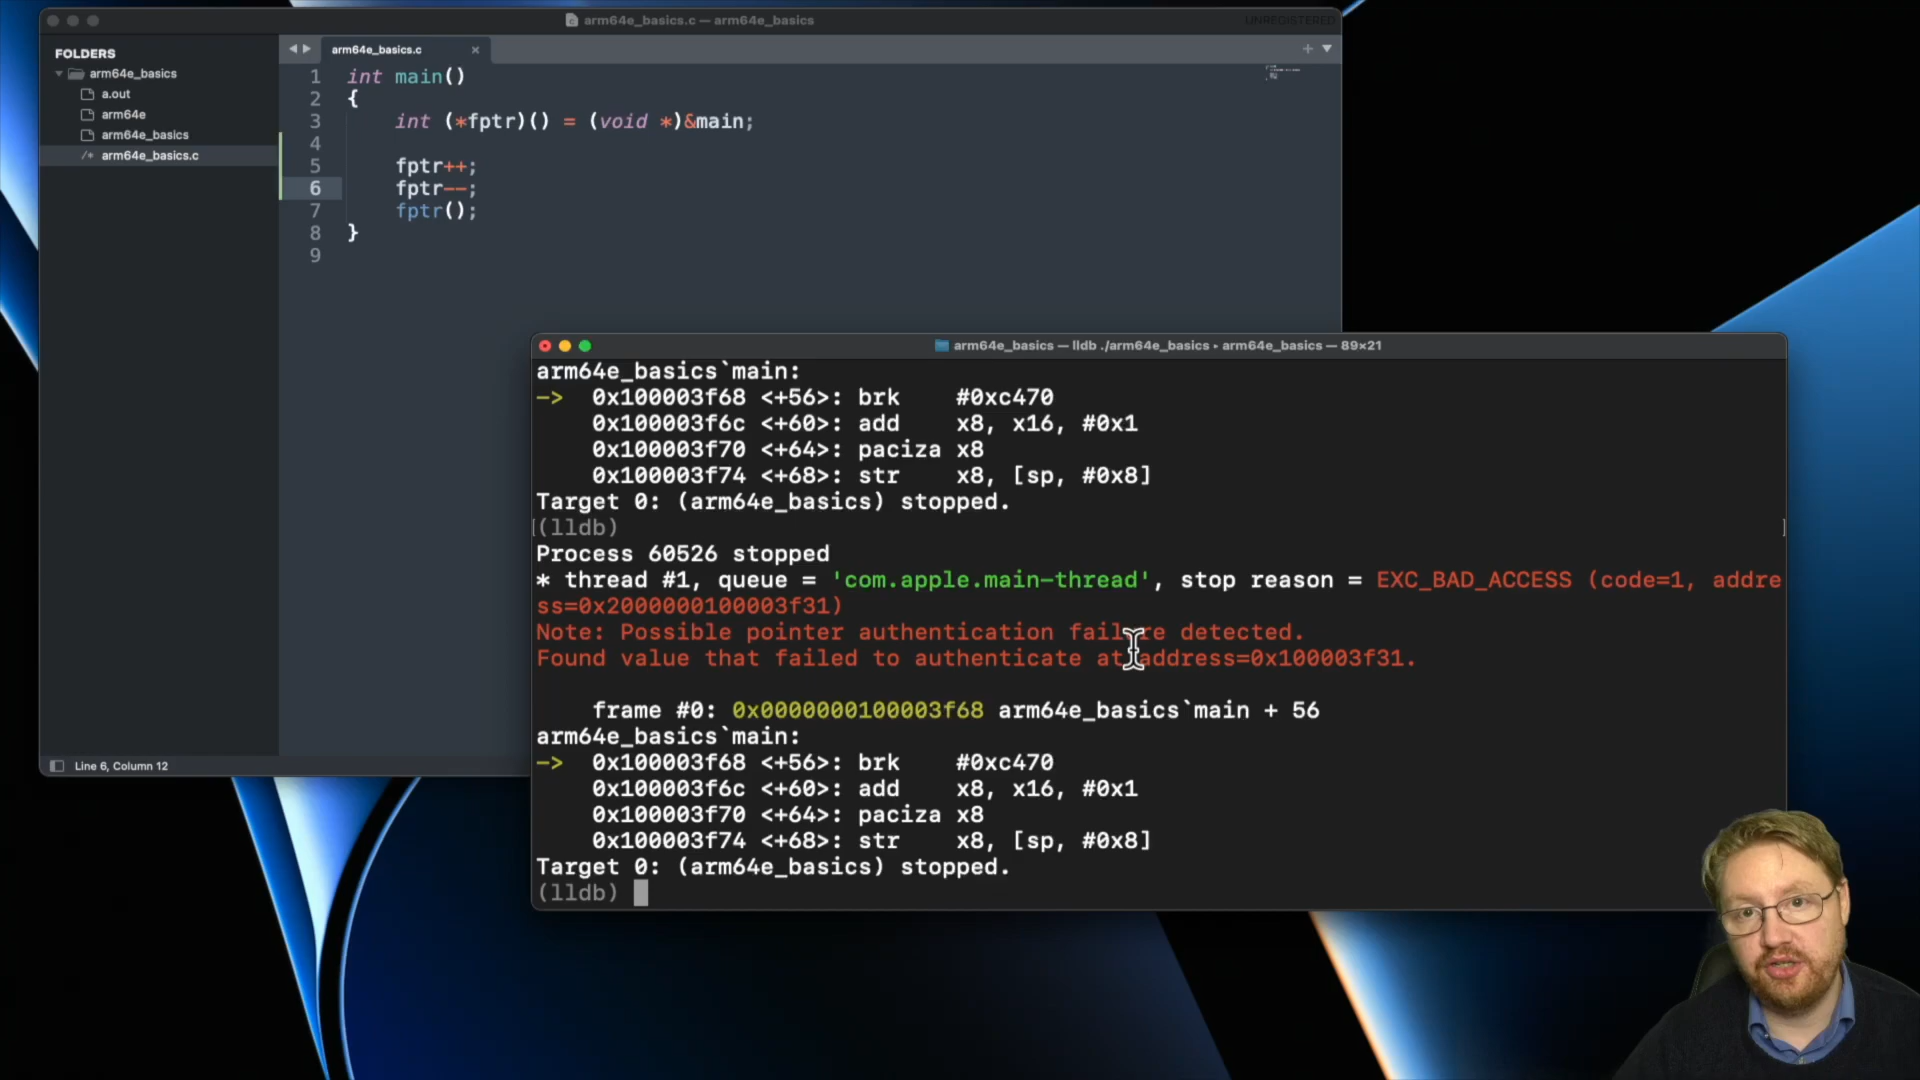 arm64e_basics.c — arm64e_basics
UNREGISTERED
FOLDERS
arm64e_basics
a.out
arm64e
arm64e_basics
/* arm64e_basics.c
arm64e_basics.c ×
1 int main()
2 {
3 int (*fptr)() = (void *)&main;
4
5 fptr++;
6 fptr--;
7 fptr();
8 }
9
Line 6, Column 12
arm64e_basics — lldb ./arm64e_basics ▸ arm64e_basics — 89×21
arm64e_basics`main:
-> 0x100003f68 <+56>: brk #0xc470
0x100003f6c <+60>: add x8, x16, #0x1
0x100003f70 <+64>: paciza x8
0x100003f74 <+68>: str x8, [sp, #0x8]
Target 0: (arm64e_basics) stopped.
[(lldb) ]
Process 60526 stopped
* thread #1, queue = 'com.apple.main-thread', stop reason = EXC_BAD_ACCESS (code=1, addre
ss=0x2000000100003f31)
Note: Possible pointer authentication failure detected.
Found value that failed to authenticate at address=0x100003f31.
frame #0: 0x0000000100003f68 arm64e_basics`main + 56
arm64e_basics`main:
-> 0x100003f68 <+56>: brk #0xc470
0x100003f6c <+60>: add x8, x16, #0x1
0x100003f70 <+64>: paciza x8
0x100003f74 <+68>: str x8, [sp, #0x8]
Target 0: (arm64e_basics) stopped.
(lldb)